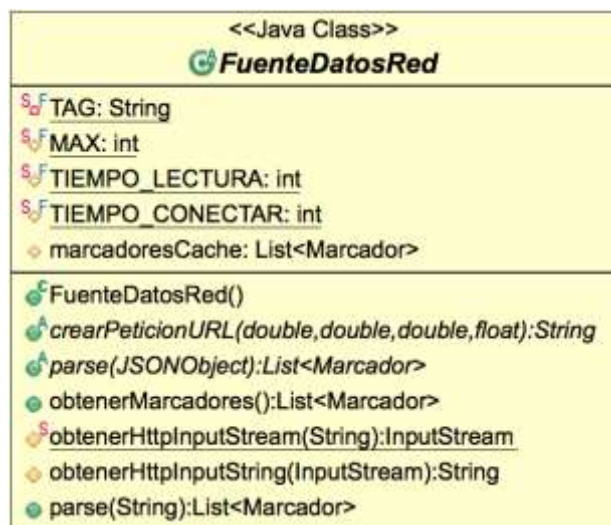 <<Java Class>>
FuenteDatosRed
TAG: String
MAX: int
TIEMPO_LECTURA: int
TIEMPO_CONECTAR: int
marcadoresCache: List<Marcador>
FuenteDatosRed()
crearPeticionURL(double,double,double,float):String
parse(JSONObject):List<Marcador>
obtenerMarcadores():List<Marcador>
obtenerHttpInputStream(String):InputStream
obtenerHttpInputString(InputStream):String
parse(String):List<Marcador>